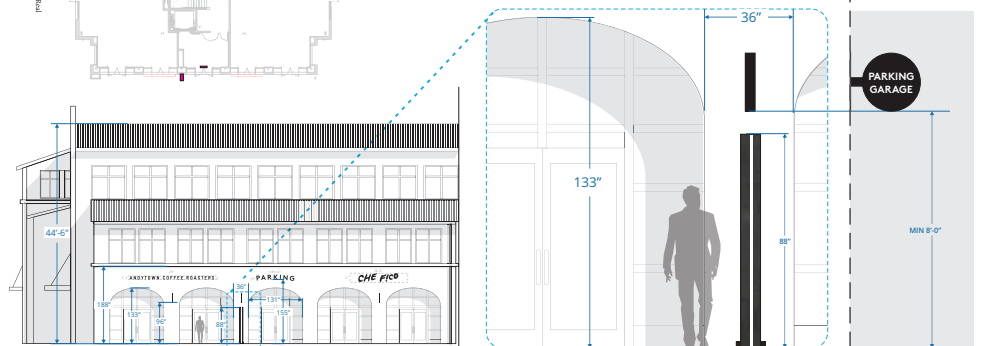 Real
36”
PARKING
GARAGE
133”
MIN 8’-0”
88”
44’-6”
ANDYTOWN COFFEE ROASTERS
PARKING
CHE FICO
36”
131”
188”
133”
96”
88”
155”